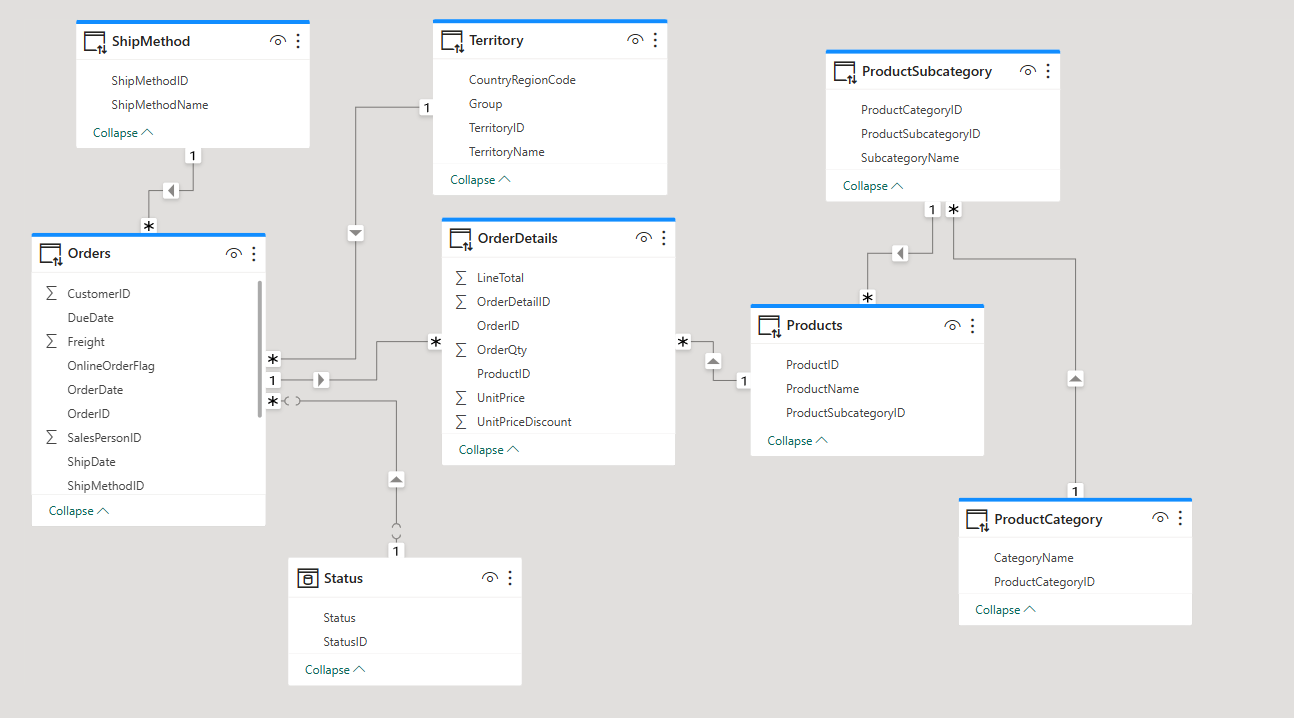 ShipMethod
ShipMethodID
ShipMethodName
Collapse
1
*
Territory
CountryRegionCode
Group
TerritoryID
TerritoryName
Collapse
1
ProductSubcategory
ProductCategoryID
ProductSubcategoryID
SubcategoryName
Collapse
1
*
Orders
CustomerID
DueDate
Freight
OnlineOrderFlag
OrderDate
OrderID
SalesPersonID
ShipDate
ShipMethodID
Collapse
*
1
*
OrderDetails
LineTotal
OrderDetailID
OrderID
OrderQty
ProductID
UnitPrice
UnitPriceDiscount
Collapse
*
*
*
Products
ProductID
ProductName
ProductSubcategoryID
Collapse
1
1
Status
Status
StatusID
Collapse
1
ProductCategory
CategoryName
ProductCategoryID
Collapse